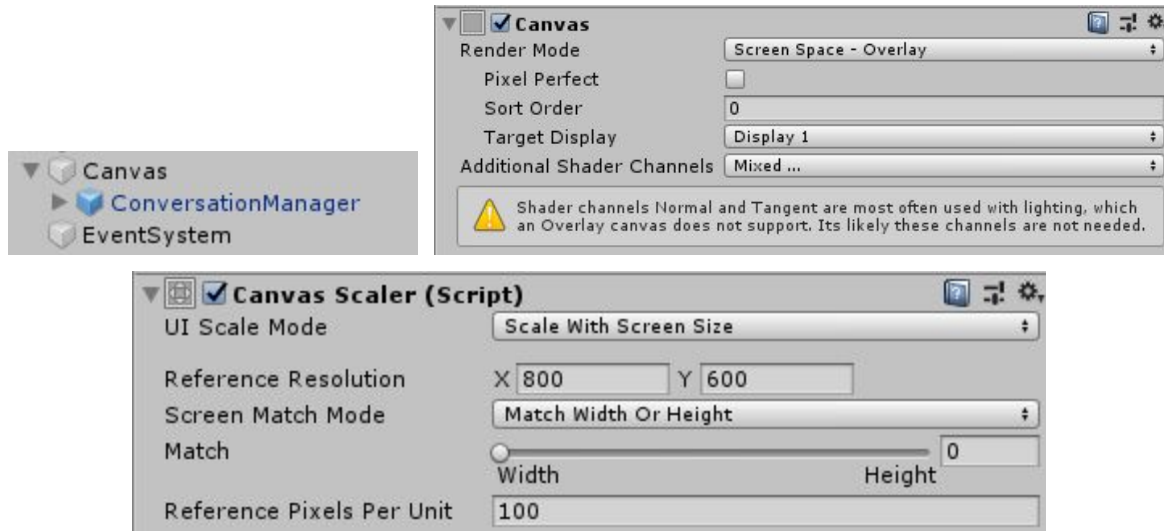 Canvas
Render Mode Screen Space - Overlay
Pixel Perfect
Sort Order 0
Target Display Display 1
Additional Shader Channels Mixed ...
Shader channels Normal and Tangent are most often used with lighting, which
an Overlay canvas does not support. Its likely these channels are not needed.
Canvas
ConversationManager
EventSystem
Canvas Scaler (Script)
UI Scale Mode Scale With Screen Size
Reference Resolution X 800 Y 600
Screen Match Mode Match Width Or Height
Match 0
Width Height
Reference Pixels Per Unit 100